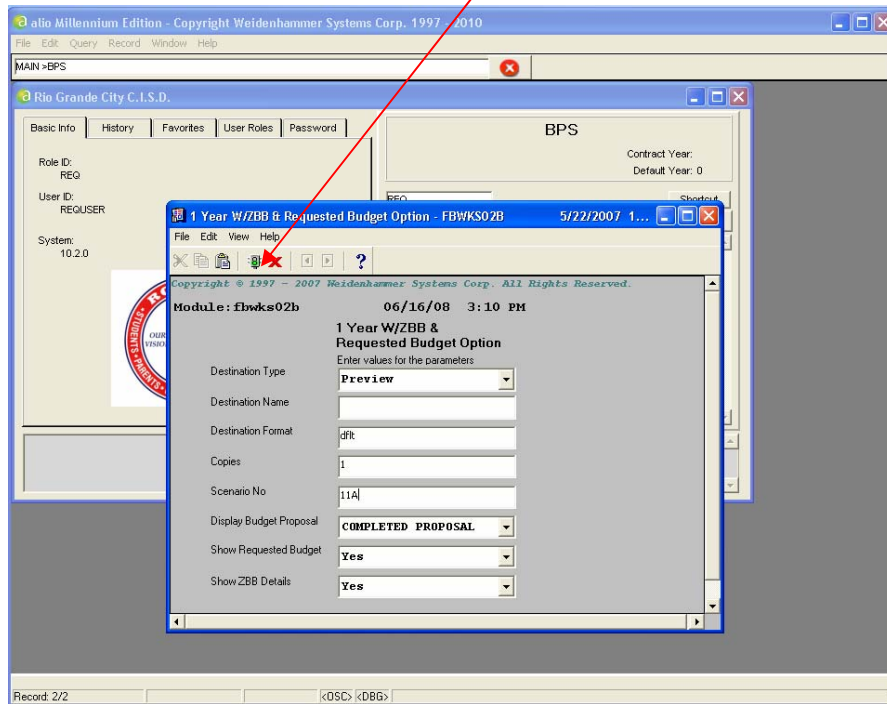 alio Millennium Edition - Copyright Weidenhammer Systems Corp. 1997 - 2010
File Edit Query Record Window Help
MAIN >BPS
Rio Grande City C.I.S.D.
Basic Info History Favorites User Roles Password
BPS
Contract Year:
Default Year: 0
Role ID:
REQ
User ID:
REQUSER
System:
10.2.0
REQ
Shortcut
1 Year W/ZBB & Requested Budget Option - FBWKS02B 5/22/2007 1...
File Edit View Help
Copyright © 1997 - 2007 Weidenhammer Systems Corp. All Rights Reserved.
Module:fbwks02b 06/16/08 3:10 PM
1 Year W/ZBB &
Requested Budget Option
Enter values for the parameters
Destination Type Preview
Destination Name
Destination Format dflt
Copies 1
Scenario No 11A
Display Budget Proposal COMPLETED PROPOSAL
Show Requested Budget Yes
Show ZBB Details Yes
STUDENTS
PARENTS
OUR
Record: 2/2 <OSC> <DBG>